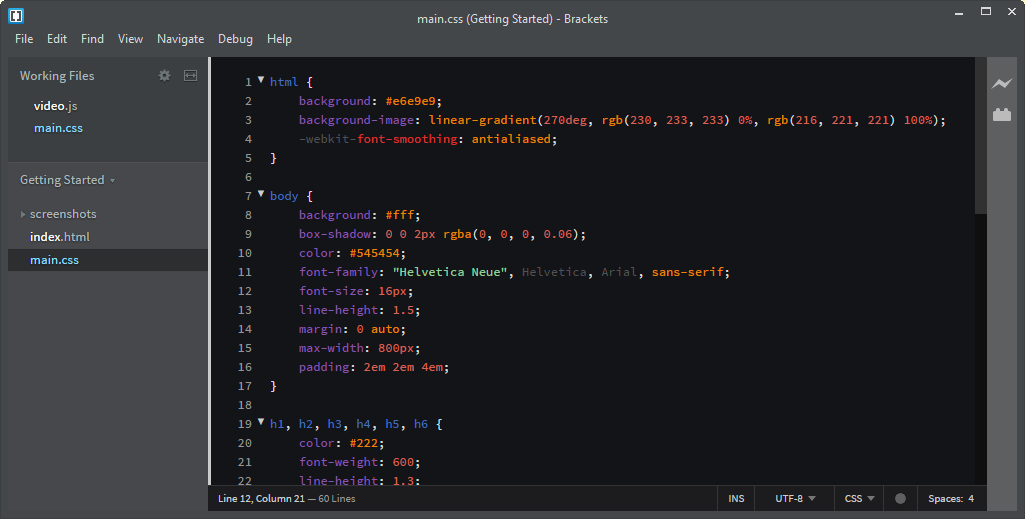 main.css (Getting Started) - Brackets
File Edit Find View Navigate Debug Help
Working Files
video.js
main.css
Getting Started
screenshots
index.html
main.css
1 html {
2 background: #e6e9e9;
3 background-image: linear-gradient(270deg, rgb(230, 233, 233) 0%, rgb(216, 221, 221) 100%);
4 -webkit-font-smoothing: antialiased;
5 }
6
7 body {
8 background: #fff;
9 box-shadow: 0 0 2px rgba(0, 0, 0, 0.06);
10 color: #545454;
11 font-family: "Helvetica Neue", Helvetica, Arial, sans-serif;
12 font-size: 16px;
13 line-height: 1.5;
14 margin: 0 auto;
15 max-width: 800px;
16 padding: 2em 2em 4em;
17 }
18
19 h1, h2, h3, h4, h5, h6 {
20 color: #222;
21 font-weight: 600;
22 line-height: 1.3;
Line 12, Column 21 — 60 Lines INS UTF-8 CSS Spaces: 4